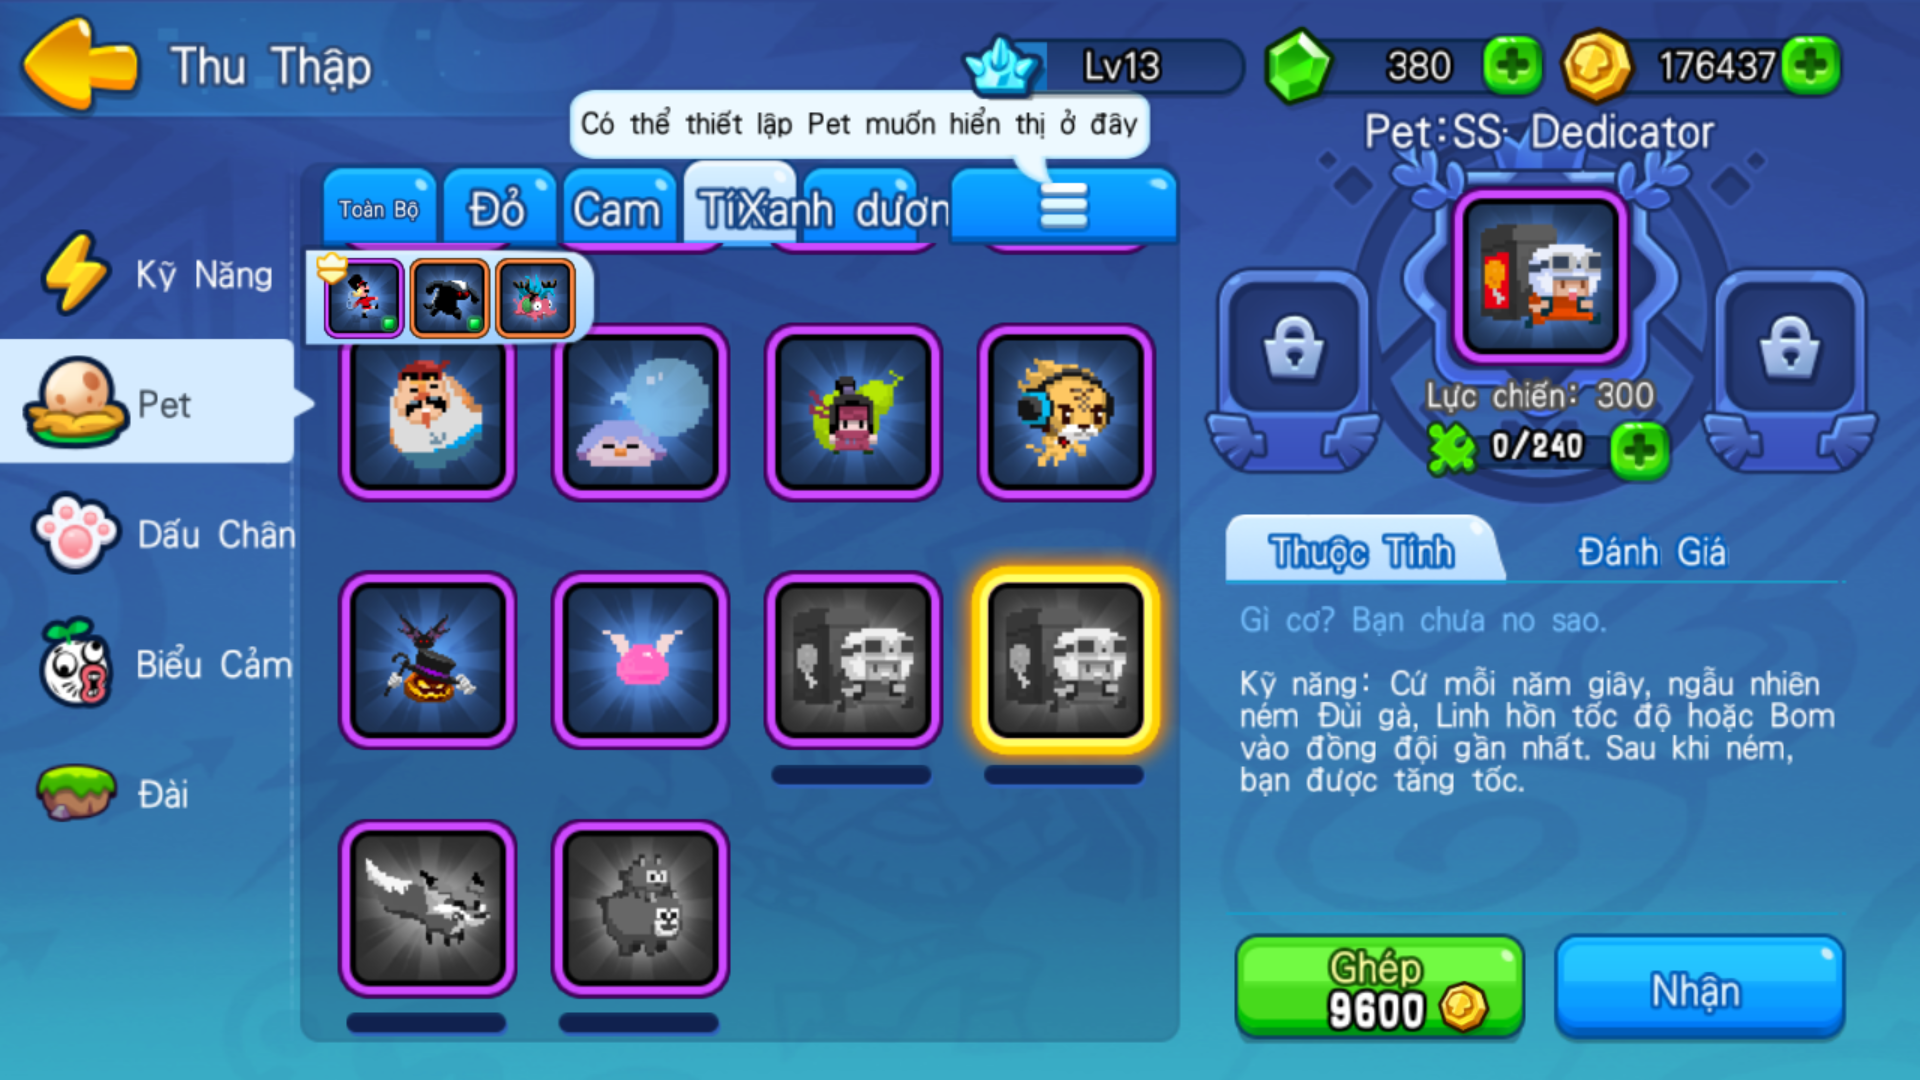 Thu Thập
Lv13
380
176437
Có thể thiết lập Pet muốn hiển thị ở đây
Pet:SS· Dedicator
Toàn Bộ
Đỏ
Cam
Tí
Xanh dươn
Kỹ Năng
Pet
Dấu Chân
Biểu Cảm
Đài
Lực chiến: 300
0/240
Thuộc Tính
Đánh Giá
Gì cơ? Bạn chưa no sao.
Kỹ năng: Cứ mỗi năm giây, ngẫu nhiên
ném Đùi gà, Linh hồn tốc độ hoặc Bom
vào đồng đội gần nhất. Sau khi ném,
bạn được tăng tốc.
Ghép
9600
Nhận